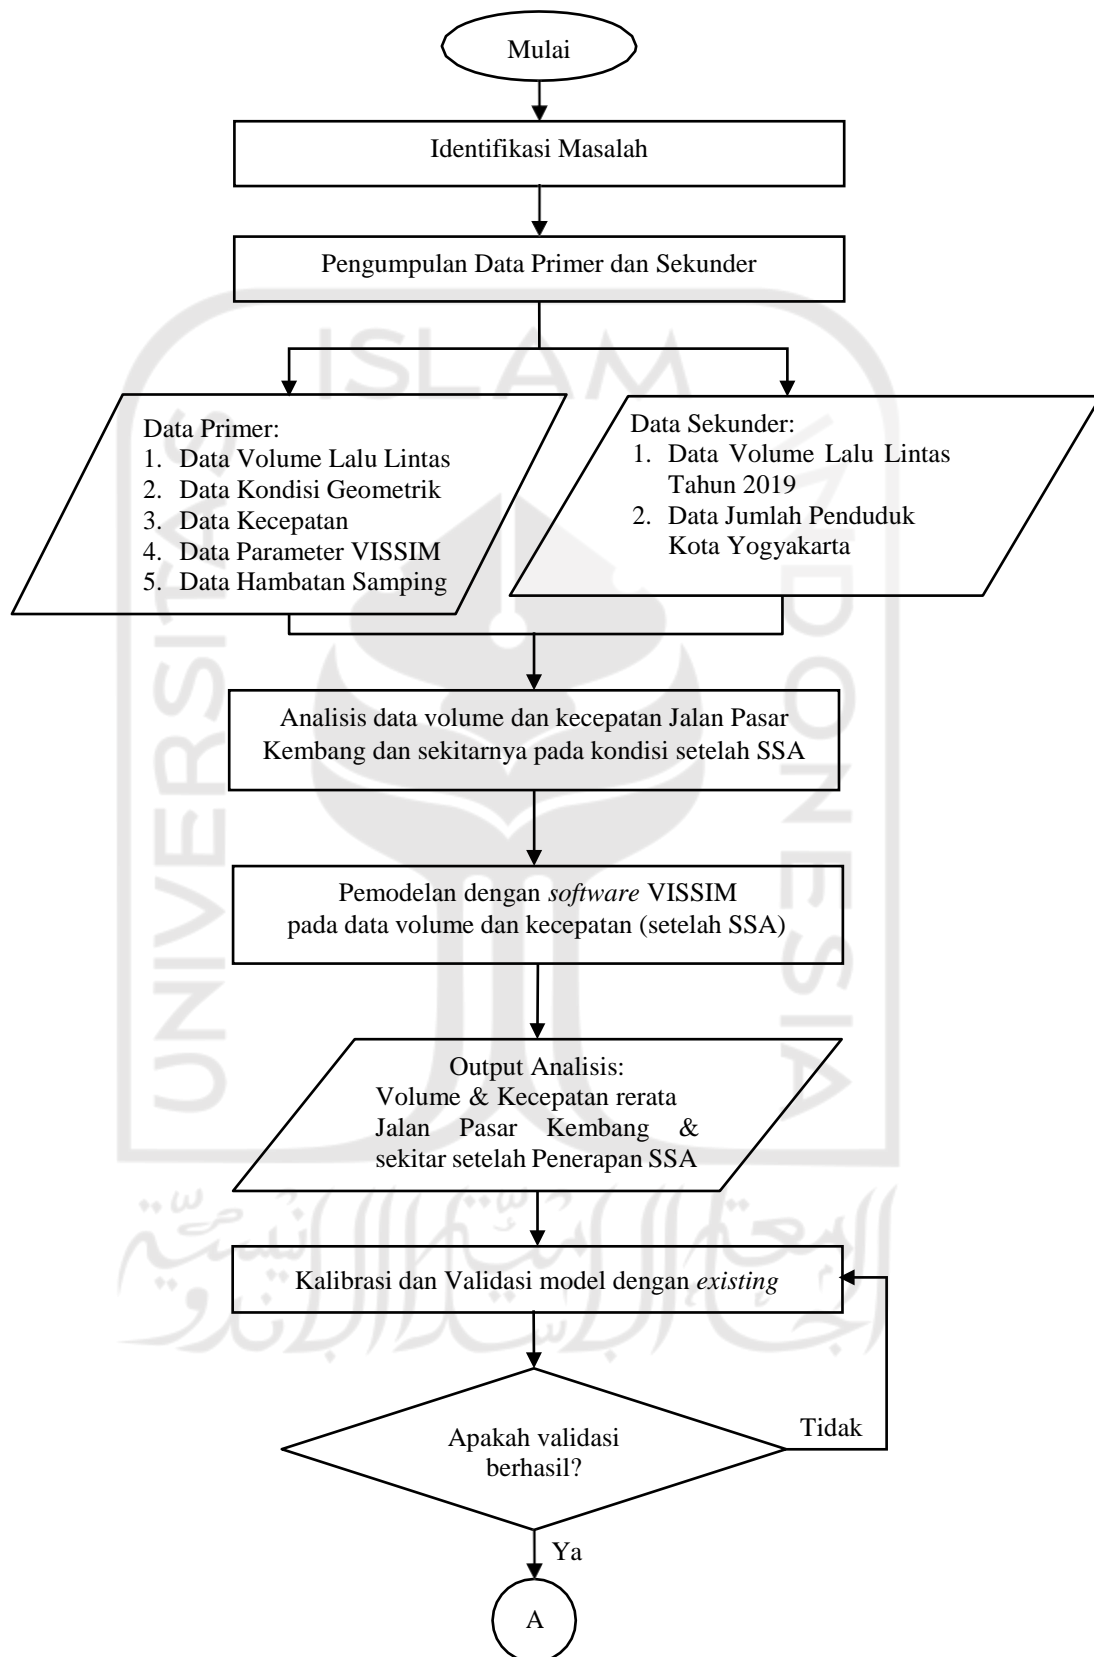 Mulai
Identifikasi Masalah
Pengumpulan Data Primer dan Sekunder
ISLAM
UNIVERSITAS
INDONESIA
Data Primer:
1. Data Volume Lalu Lintas
2. Data Kondisi Geometrik
3. Data Kecepatan
4. Data Parameter VISSIM
5. Data Hambatan Samping
Data Sekunder:
1. Data Volume Lalu Lintas
Tahun 2019
2. Data Jumlah Penduduk
Kota Yogyakarta
Analisis data volume dan kecepatan Jalan Pasar
Kembang dan sekitarnya pada kondisi setelah SSA
Pemodelan dengan software VISSIM
pada data volume dan kecepatan (setelah SSA)
Output Analisis:
Volume & Kecepatan rerata
Jalan Pasar Kembang &
sekitar setelah Penerapan SSA
Kalibrasi dan Validasi model dengan existing
Apakah validasi
berhasil?
Tidak
Ya
A